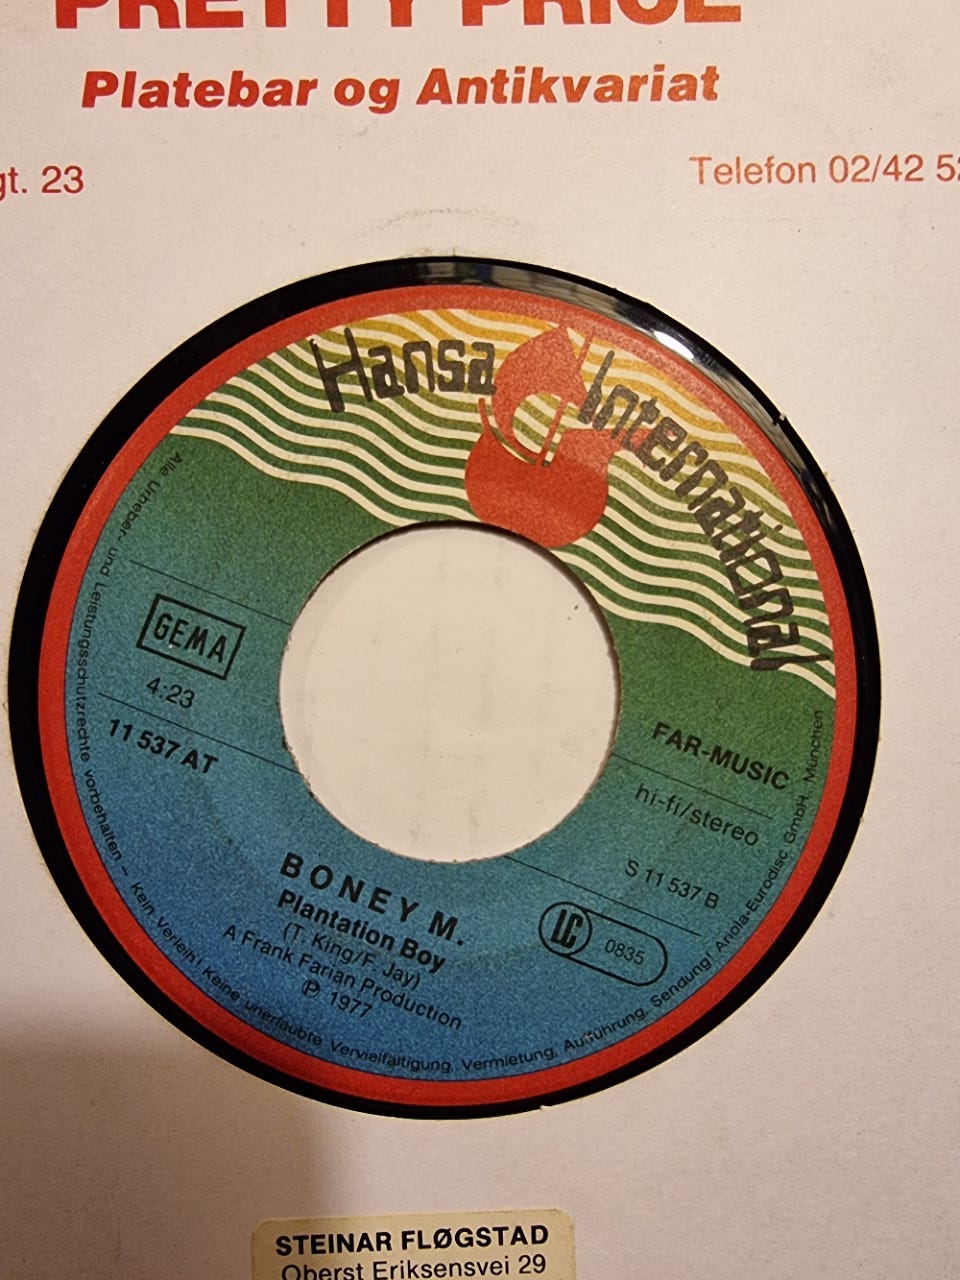 PRETTY PRICE
Platebar og Antikvariat
gt. 23
Telefon 02/42 52
Hansa International
GEMA
4:23
11 537 AT
FAR-MUSIC
hi-fi/stereo
S 11 537 B
LC 0835
BONEY M.
Plantation Boy
(T. King/F. Jay)
A Frank Farian Production
℗ 1977
Alle Urheber- und Leistungsschutzrechte vorbehalten – Kein Verleih! Keine unerlaubte Vervielfältigung, Vermietung, Aufführung, Sendung! Ariola-Eurodisc GmbH, München
STEINAR FLØGSTAD
Oberst Eriksensvei 29